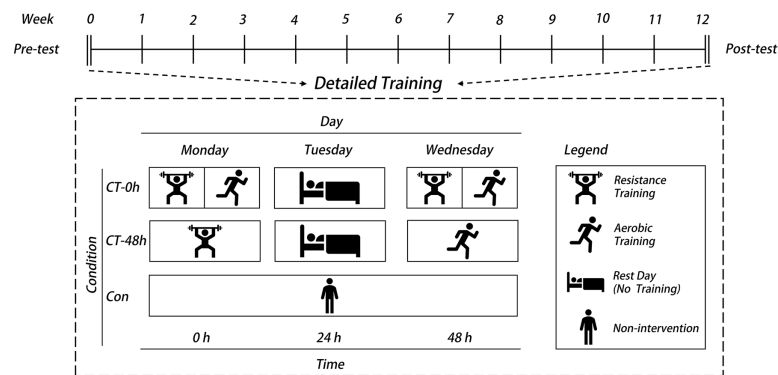 Week 0 1 2 3 4 5 6 7 8 9 10 11 12
Pre-test Post-test
Detailed Training
Day
Monday Tuesday Wednesday Legend
CT-0h
Resistance
Training
CT-48h
Aerobic
Training
Condition
Con
Rest Day
(No Training)
Non-intervention
0 h 24 h 48 h
Time